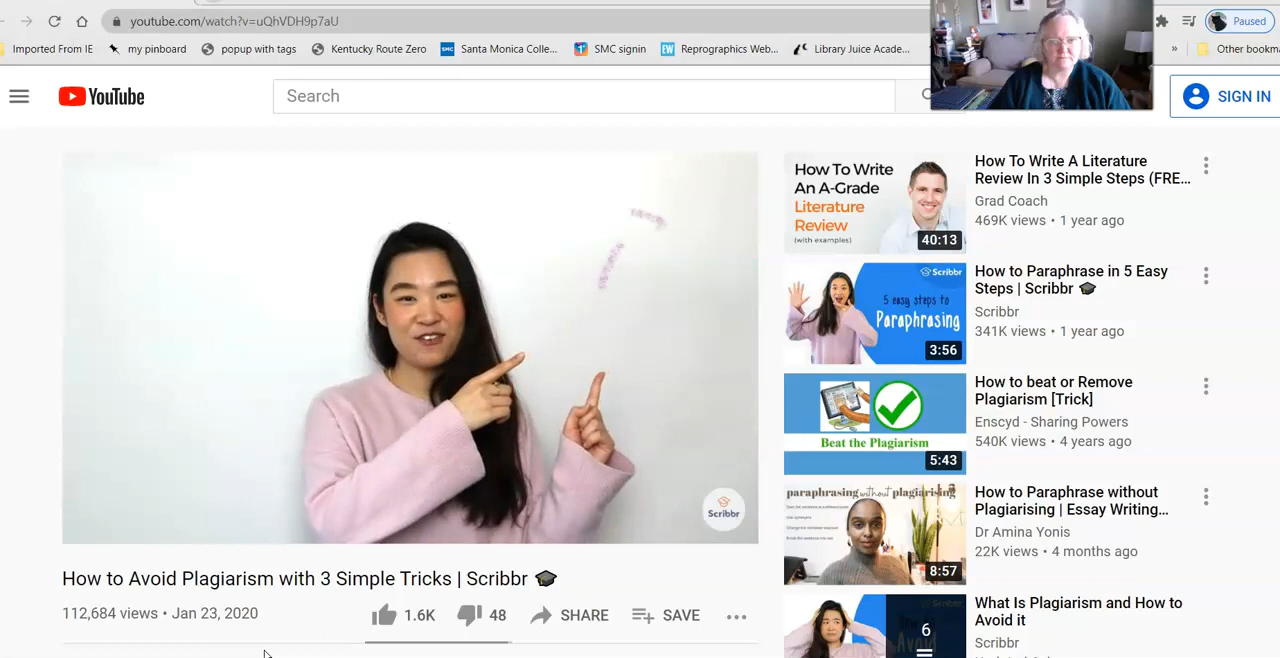 youtube.com/watch?v=uQhVDH9p7aU
Paused
Imported From IE
my pinboard
popup with tags
Kentucky Route Zero
SMC
Santa Monica Colle...
SMC signin
EW
Reprographics Web...
Library Juice Acade...
»
Other bookma
YouTube
Search
SIGN IN
How To Write
An A-Grade
Literature
Review
(with examples)
40:13
How To Write A Literature
Review In 3 Simple Steps (FRE...
Grad Coach
469K views • 1 year ago
Scribbr
5 easy steps to
Paraphrasing
3:56
How to Paraphrase in 5 Easy
Steps | Scribbr 🎓
Scribbr
341K views • 1 year ago
Beat the Plagiarism
5:43
How to beat or Remove
Plagiarism [Trick]
Enscyd - Sharing Powers
540K views • 4 years ago
paraphrasing without plagiarising
8:57
How to Paraphrase without
Plagiarising | Essay Writing...
Dr Amina Yonis
22K views • 4 months ago
6
What Is Plagiarism and How to
Avoid it
Scribbr
Scribbr
How to Avoid Plagiarism with 3 Simple Tricks | Scribbr 🎓
112,684 views • Jan 23, 2020
1.6K
48
SHARE
SAVE